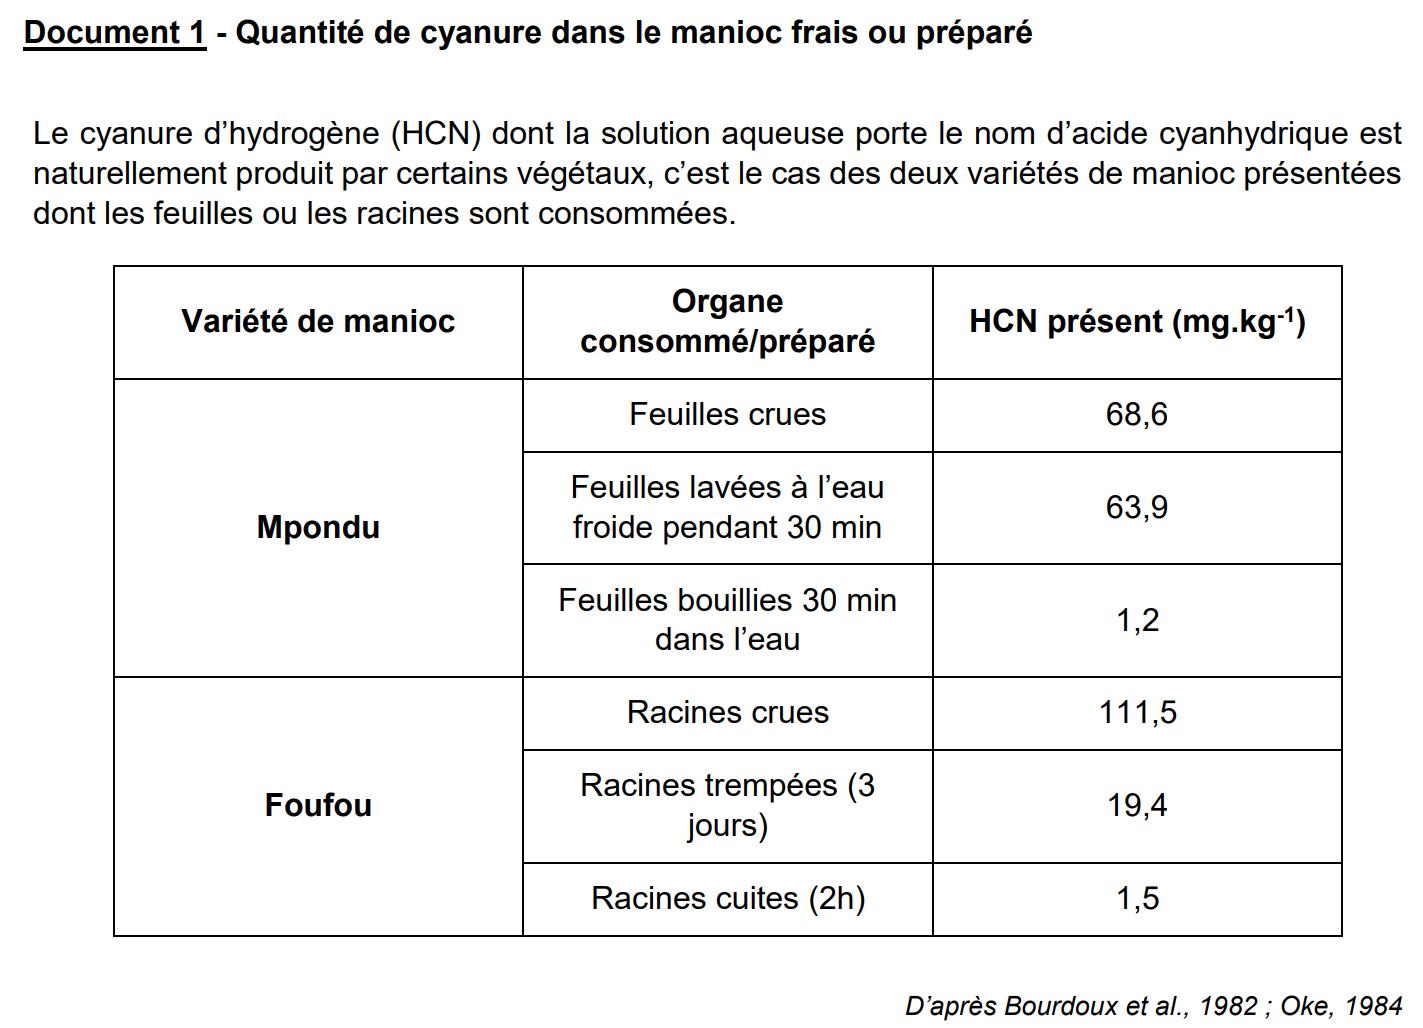 Document 1 - Quantité de cyanure dans le manioc frais ou préparé
Le cyanure d’hydrogène (HCN) dont la solution aqueuse porte le nom d’acide cyanhydrique est
naturellement produit par certains végétaux, c’est le cas des deux variétés de manioc présentées
dont les feuilles ou les racines sont consommées.
Variété de manioc
Organe
consommé/préparé
HCN présent (mg.kg⁻¹)
Mpondu
Feuilles crues
68,6
Feuilles lavées à l’eau
froide pendant 30 min
63,9
Feuilles bouillies 30 min
dans l’eau
1,2
Foufou
Racines crues
111,5
Racines trempées (3
jours)
19,4
Racines cuites (2h)
1,5
D’après Bourdoux et al., 1982 ; Oke, 1984